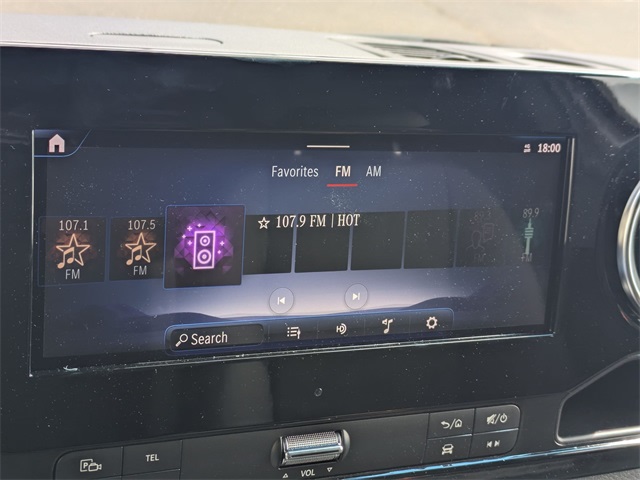 18:00
Favorites FM AM
107.1 107.5 107.9 FM | HOT 89.9
FM FM
Search
P
TEL
VOL